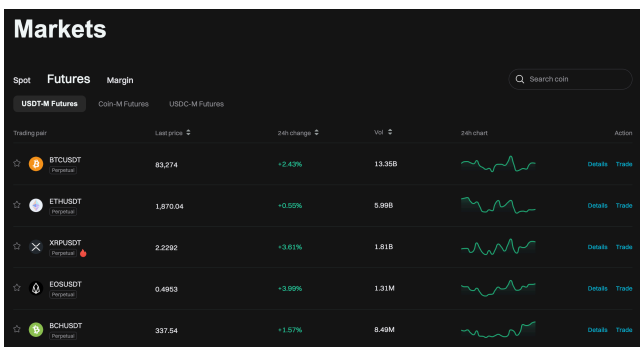 Markets
Spot Futures Margin
Search coin
USDT-M Futures Coin-M Futures USDC-M Futures
Trading pair Last price 24h change Vol 24h chart Action
BTCUSDT
Perpetual
83,274 +2.43% 13.35B Details Trade
ETHUSDT
Perpetual
1,870.04 +0.55% 5.99B Details Trade
XRPUSDT
Perpetual
2.2292 +3.61% 1.81B Details Trade
EOSUSDT
Perpetual
0.4953 +3.99% 1.31M Details Trade
BCHUSDT
Perpetual
337.54 +1.57% 8.49M Details Trade